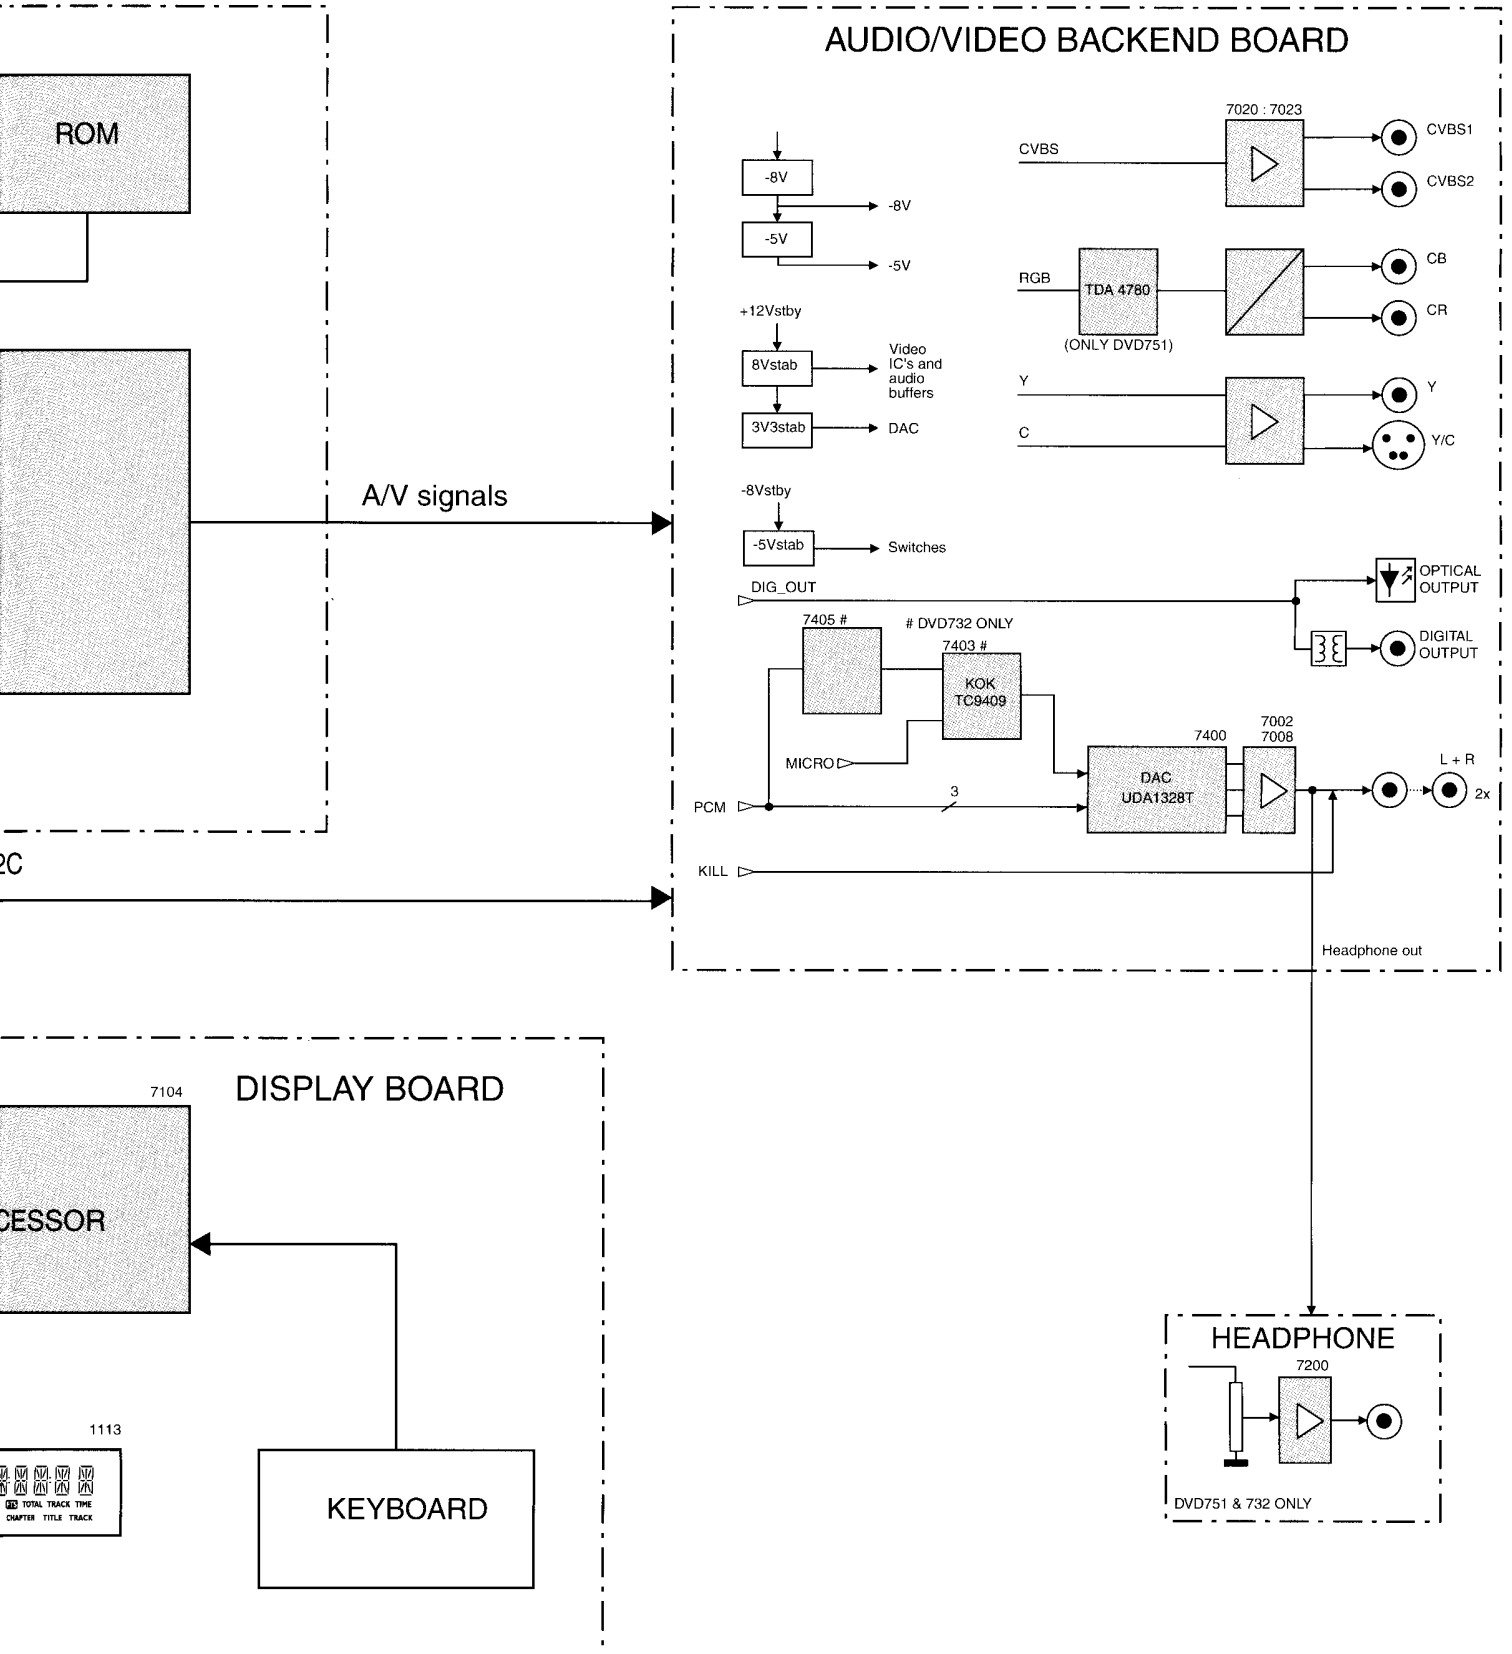 AUDIO/VIDEO BACKEND BOARD
ROM
7020 : 7023
CVBS
CVBS1
CVBS2
-8V
-8V
-5V
-5V
RGB
TDA 4780
(ONLY DVD751)
CB
CR
+12Vstby
8Vstab
Video
IC's and
audio
buffers
3V3stab
DAC
Y
C
Y
Y/C
A/V signals
-8Vstby
-5Vstab
Switches
DIG_OUT
OPTICAL
OUTPUT
DIGITAL
OUTPUT
7405 #
# DVD732 ONLY
7403 #
KOK
TC9409
MICRO
7400
7002
7008
DAC
UDA1328T
L + R
2x
PCM
3
KILL
2C
Headphone out
DISPLAY BOARD
7104
CESSOR
1113
TOTAL TRACK TIME
CHAPTER TITLE TRACK
KEYBOARD
HEADPHONE
7200
DVD751 & 732 ONLY